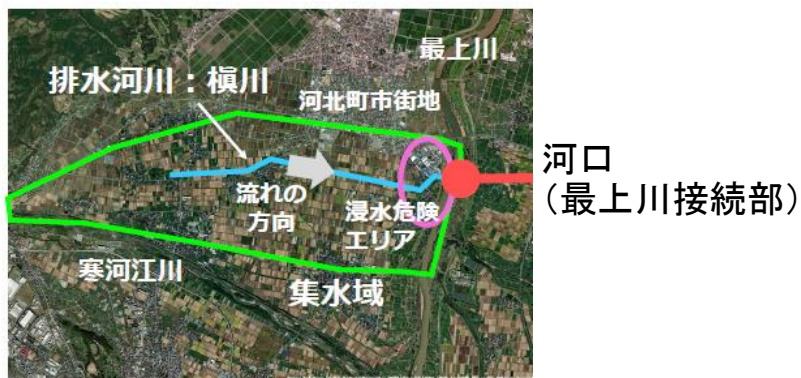 最上川
排水河川：槇川
河北町市街地
河口
（最上川接続部）
流れの
方向
浸水危険
エリア
寒河江川
集水域